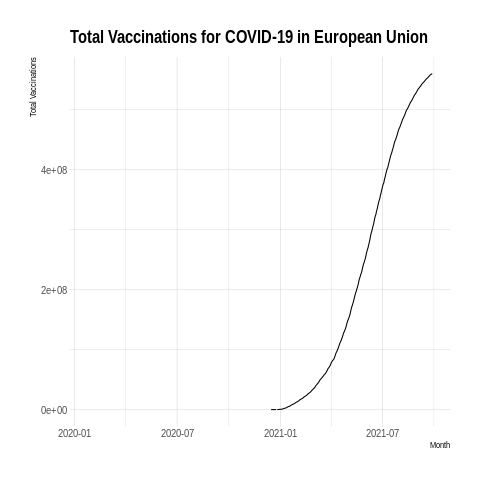 Total Vaccinations for COVID-19 in European Union
Total Vaccinations
4e+08
2e+08
0e+00
2020-01 2020-07 2021-01 2021-07
Month